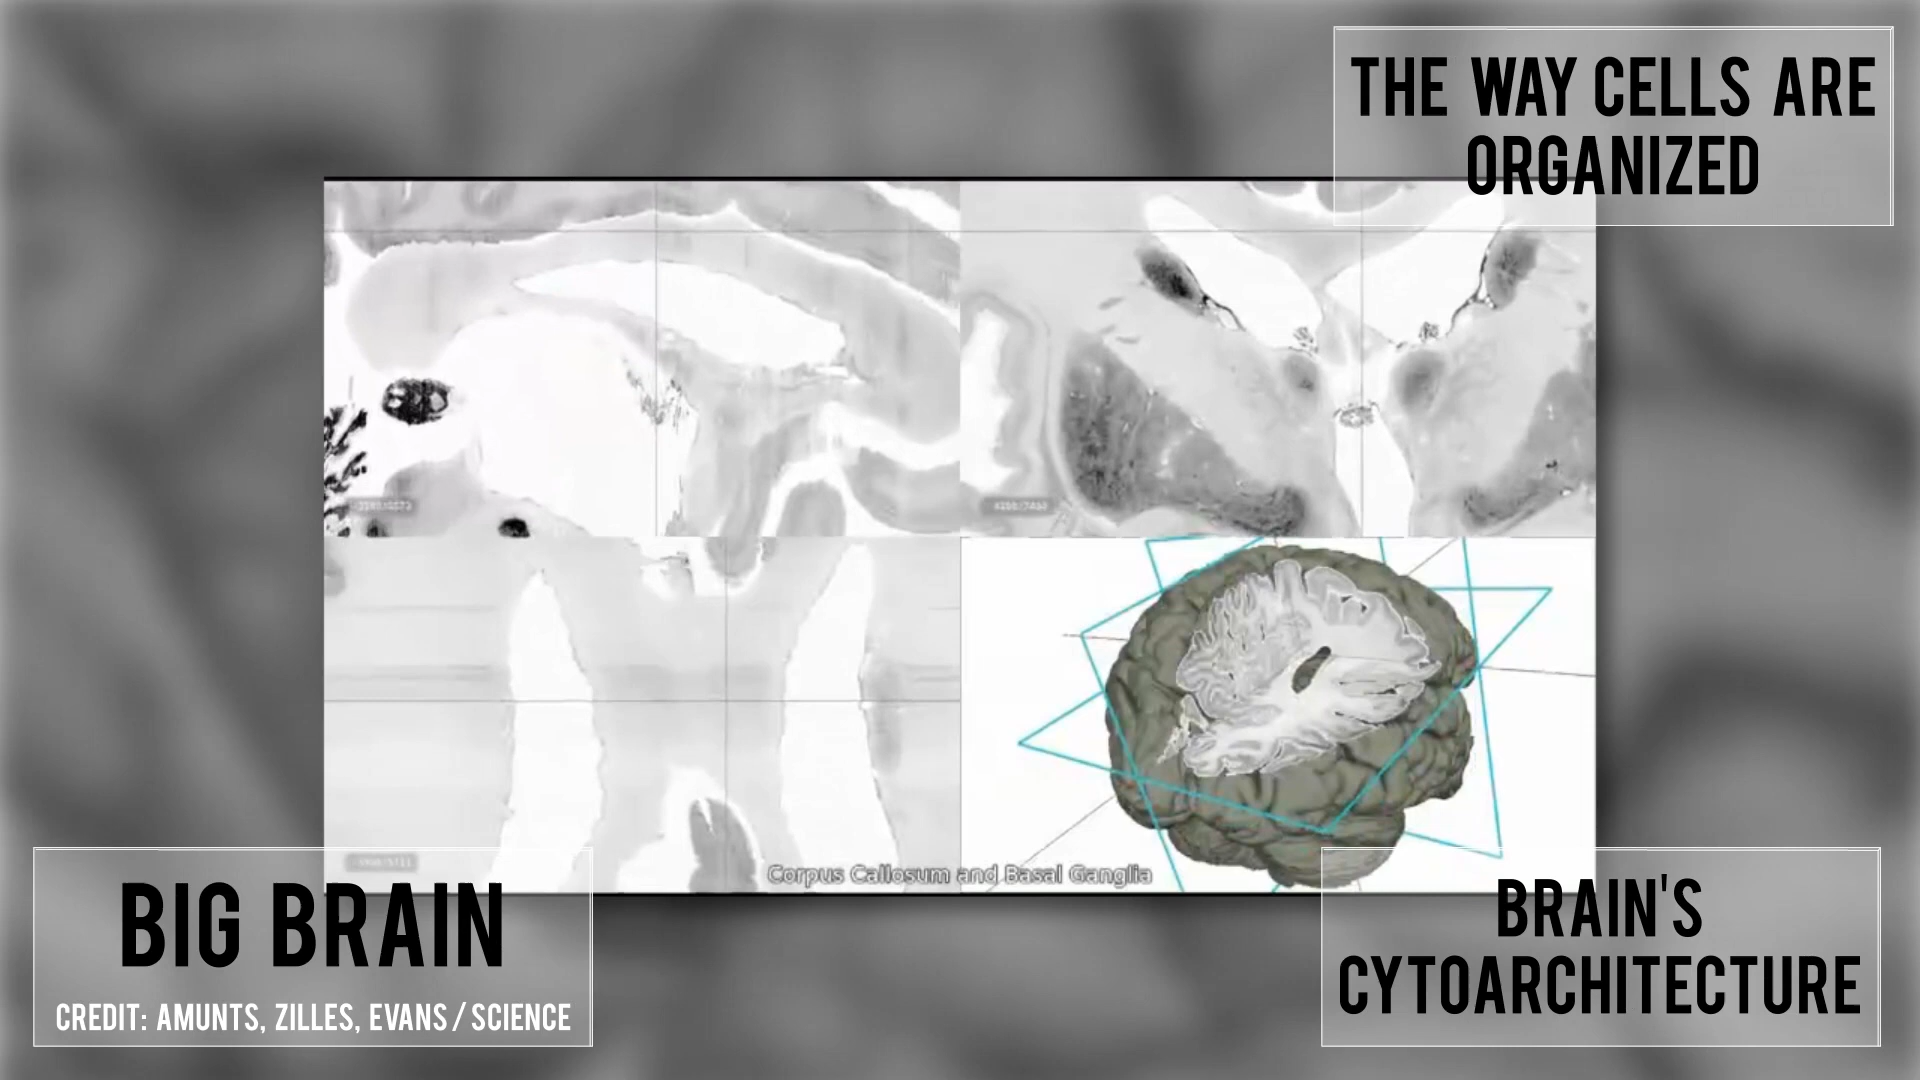 THE WAY CELLS ARE
ORGANIZED
Corpus Callosum and Basal Ganglia
BIG BRAIN
CREDIT: AMUNTS, ZILLES, EVANS / SCIENCE
BRAIN'S
CYTOARCHITECTURE